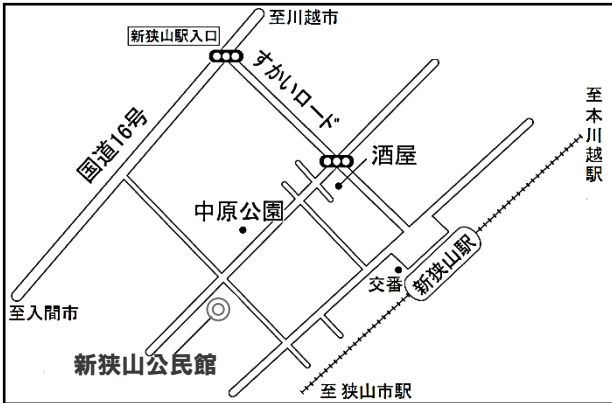 至川越市
新狭山駅入口
すかいロード
国道16号
至本川越駅
酒屋
中原公園
交番
新狭山駅
至入間市
新狭山公民館
至 狭山市駅